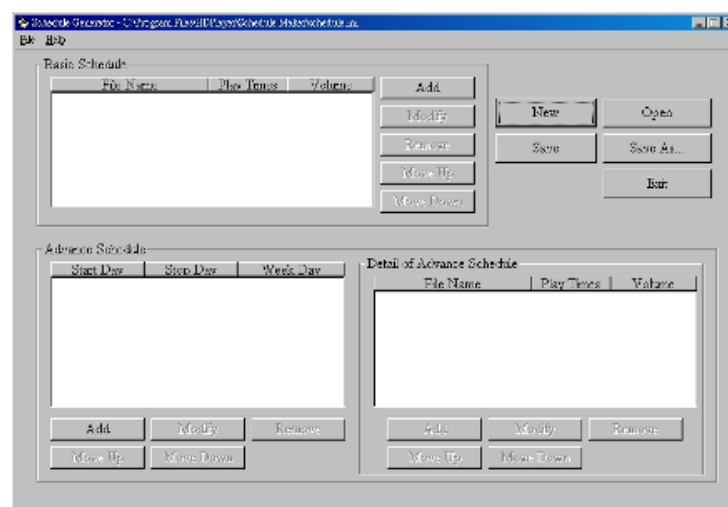 Schedule Generator - C:\Program Files\HDPlayer\Schedule Maker\schedule.ini
File Help
Basic Schedule
File Name Play Times Volume
Add
Modify
Remove
Move Up
Move Down
New Open
Save Save As...
Exit
Advance Schedule
Start Day Stop Day Week Day
Add Modify Remove
Move Up Move Down
Detail of Advance Schedule
File Name Play Times Volume
Add Modify Remove
Move Up Move Down